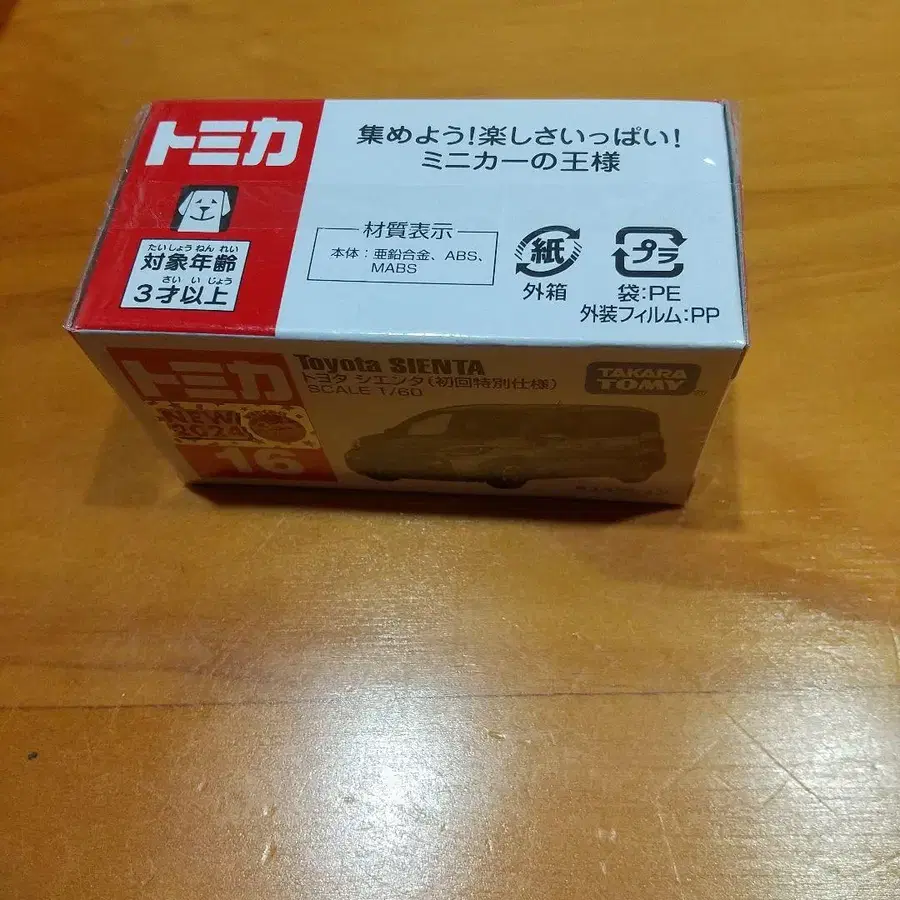 トミカ
集めよう!楽しさいっぱい!
ミニカーの王様
たいしょうねんれい
対象年齢
さいいじょう
3才以上
材質表示
本体:亜鉛合金、ABS、
MABS
紙
外箱
プラ
袋:PE
外装フィルム:PP
トミカ
NEW!
2024
16
Toyota SIENTA
トヨタ シエンタ(初回特別仕様)
SCALE 1/60
TAKARA
TOMY